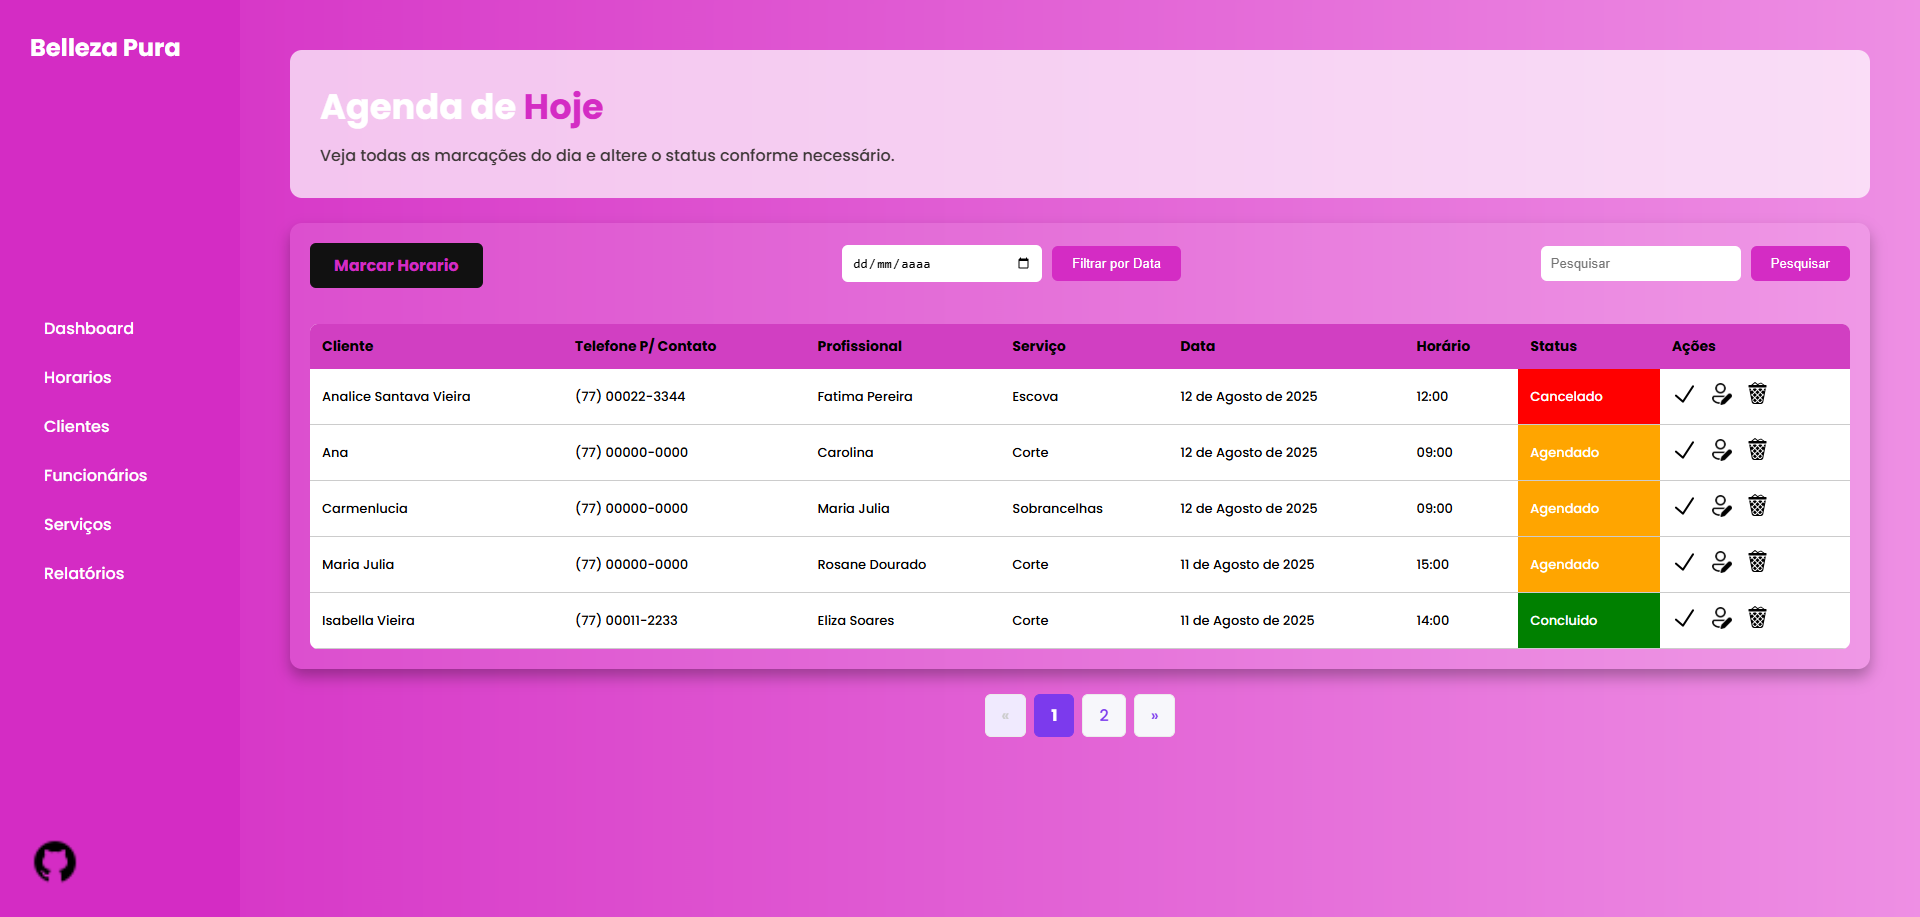 Belleza Pura
Dashboard
Horarios
Clientes
Funcionários
Serviços
Relatórios
Agenda de Hoje
Veja todas as marcações do dia e altere o status conforme necessário.
Marcar Horario
dd/mm/aaaa
Filtrar por Data
Pesquisar
Pesquisar
Cliente Telefone P/ Contato Profissional Serviço Data Horário Status Ações
Analice Santava Vieira (77) 00022-3344 Fatima Pereira Escova 12 de Agosto de 2025 12:00 Cancelado
Ana (77) 00000-0000 Carolina Corte 12 de Agosto de 2025 09:00 Agendado
Carmenlucia (77) 00000-0000 Maria Julia Sobrancelhas 12 de Agosto de 2025 09:00 Agendado
Maria Julia (77) 00000-0000 Rosane Dourado Corte 11 de Agosto de 2025 15:00 Agendado
Isabella Vieira (77) 00011-2233 Eliza Soares Corte 11 de Agosto de 2025 14:00 Concluido
« 1 2 »